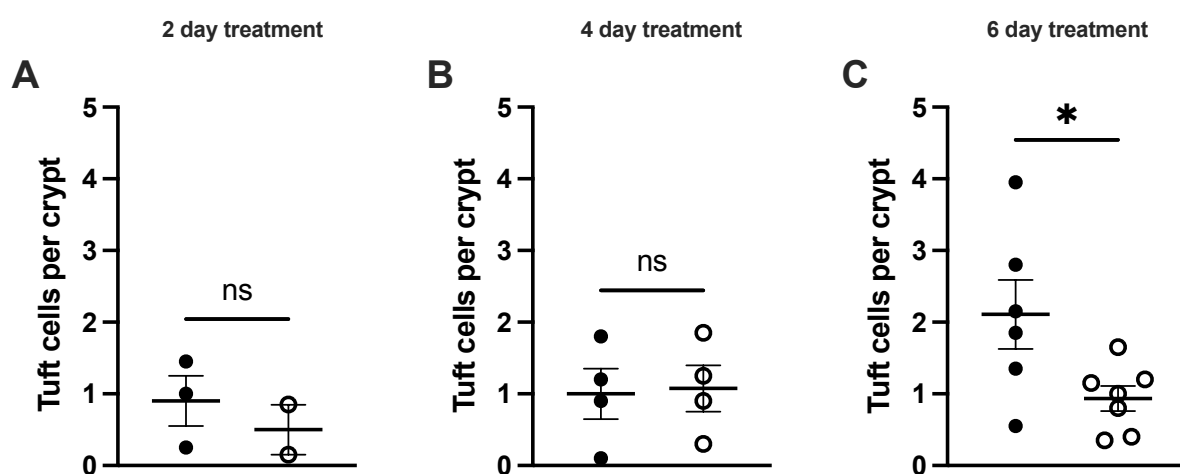 2 day treatment
4 day treatment
6 day treatment
A
B
C
Tuft cells per crypt
5
4
3
2
1
0
ns
Tuft cells per crypt
5
4
3
2
1
0
ns
Tuft cells per crypt
5
4
3
2
1
0
*